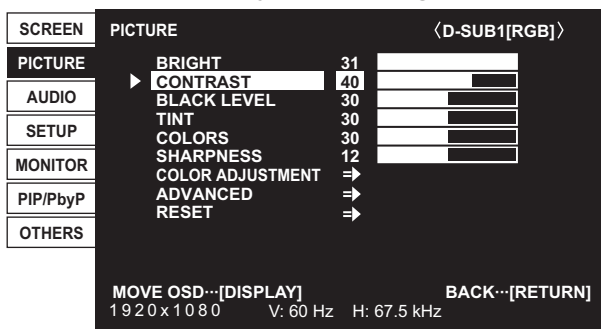 SCREEN
PICTURE
AUDIO
SETUP
MONITOR
PIP/PbyP
OTHERS
PICTURE 〈D-SUB1[RGB]〉
BRIGHT 31
CONTRAST 40
BLACK LEVEL 30
TINT 30
COLORS 30
SHARPNESS 12
COLOR ADJUSTMENT
ADVANCED
RESET
MOVE OSD···[DISPLAY] BACK···[RETURN]
1920x1080 V: 60 Hz H: 67.5 kHz